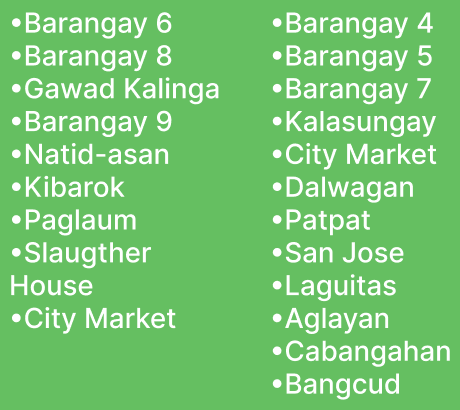 •Barangay 6
•Barangay 8
•Gawad Kalinga
•Barangay 9
•Natid-asan
•Kibarok
•Paglaum
•Slaugther
House
•City Market
•Barangay 4
•Barangay 5
•Barangay 7
•Kalasungay
•City Market
•Dalwagan
•Patpat
•San Jose
•Laguitas
•Aglayan
•Cabangahan
•Bangcud